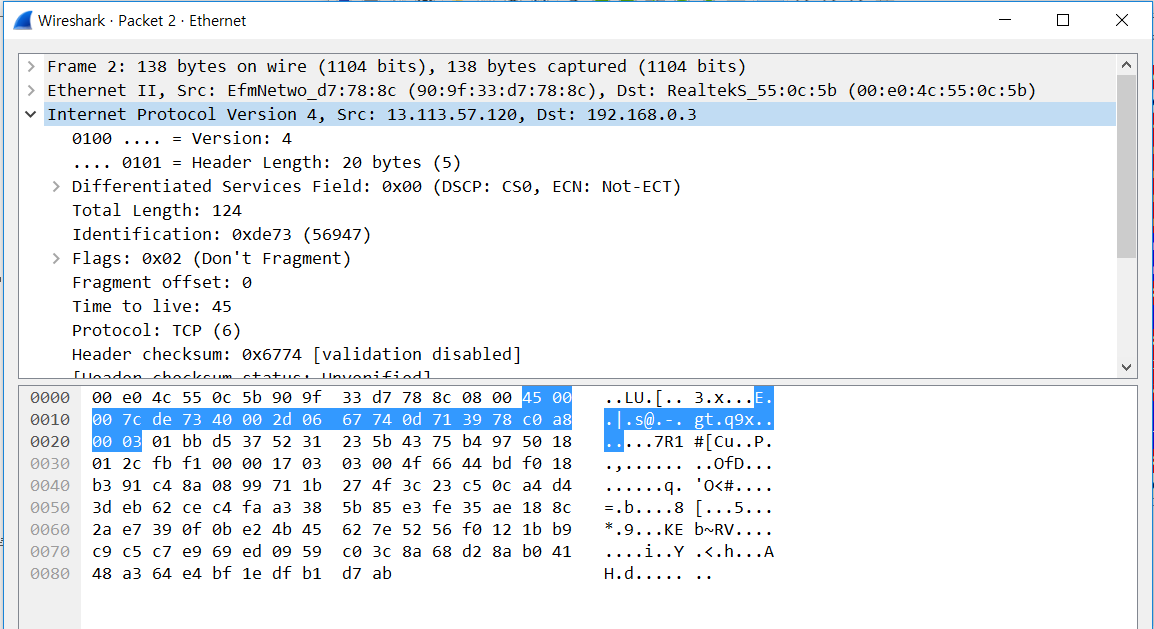 Wireshark · Packet 2 · Ethernet
Frame 2: 138 bytes on wire (1104 bits), 138 bytes captured (1104 bits)
Ethernet II, Src: EfmNetwo_d7:78:8c (90:9f:33:d7:78:8c), Dst: RealtekS_55:0c:5b (00:e0:4c:55:0c:5b)
Internet Protocol Version 4, Src: 13.113.57.120, Dst: 192.168.0.3
0100 .... = Version: 4
.... 0101 = Header Length: 20 bytes (5)
Differentiated Services Field: 0x00 (DSCP: CS0, ECN: Not-ECT)
Total Length: 124
Identification: 0xde73 (56947)
Flags: 0x02 (Don't Fragment)
Fragment offset: 0
Time to live: 45
Protocol: TCP (6)
Header checksum: 0x6774 [validation disabled]
[Header checksum status: Unverified]
0000 00 e0 4c 55 0c 5b 90 9f 33 d7 78 8c 08 00 45 00 ..LU.[.. 3.x...E.
0010 00 7c de 73 40 00 2d 06 67 74 0d 71 39 78 c0 a8 .|.s@.-. gt.q9x..
0020 00 03 01 bb d5 37 52 31 23 5b 43 75 b4 97 50 18 .....7R1 #[Cu..P.
0030 01 2c fb f1 00 00 17 03 03 00 4f 66 44 bd f0 18 .,...... ..OfD...
0040 b3 91 c4 8a 08 99 71 1b 27 4f 3c 23 c5 0c a4 d4 ......q. 'O<#....
0050 3d eb 62 ce c4 fa a3 38 5b 85 e3 fe 35 ae 18 8c =.b....8 [...5...
0060 2a e7 39 0f 0b e2 4b 45 62 7e 52 56 f0 12 1b b9 *.9...KE b~RV....
0070 c9 c5 c7 e9 69 ed 09 59 c0 3c 8a 68 d2 8a b0 41 ....i..Y .<.h...A
0080 48 a3 64 e4 bf 1e df b1 d7 ab H.d..... ..